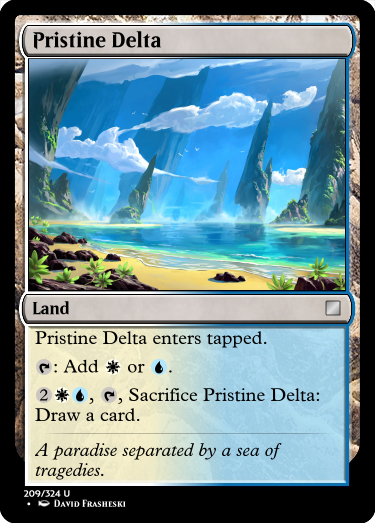 Pristine Delta
Land
Pristine Delta enters tapped.
: Add or .
2 , , Sacrifice Pristine Delta:
Draw a card.
A paradise separated by a sea of
tragedies.
209/324 U
• David Frasheski